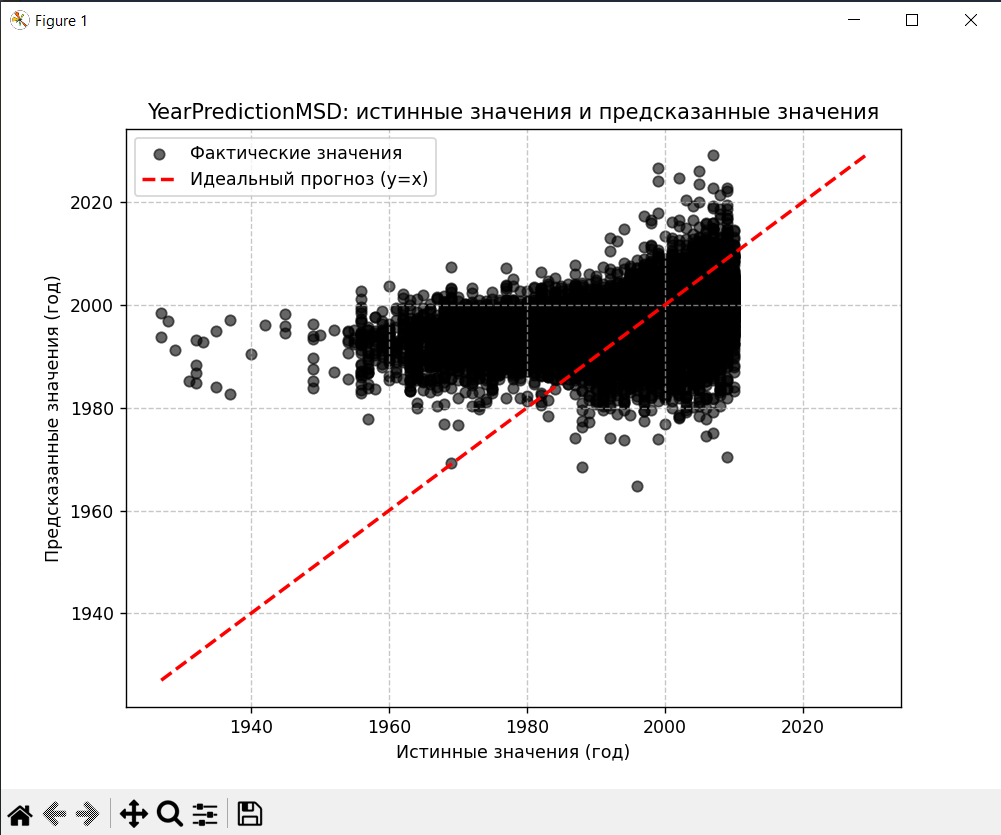 Figure 1
YearPredictionMSD: истинные значения и предсказанные значения
Фактические значения
Идеальный прогноз (y=x)
Предсказанные значения (год)
2020
2000
1980
1960
1940
1940 1960 1980 2000 2020
Истинные значения (год)